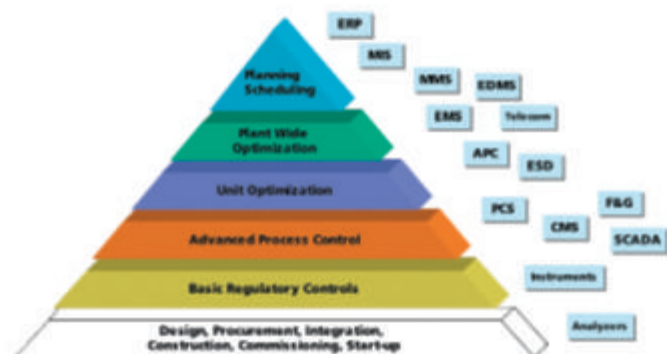 ERP
MIS
Planning
Scheduling
MMS
EDMS
EMS
Telecom
Plant Wide
Optimization
APC
ESD
Unit Optimization
PCS
F&G
CMS
SCADA
Advanced Process Control
Instruments
Basic Regulatory Controls
Analyzers
Design, Procurement, Integration,
Construction, Commissioning, Start-up